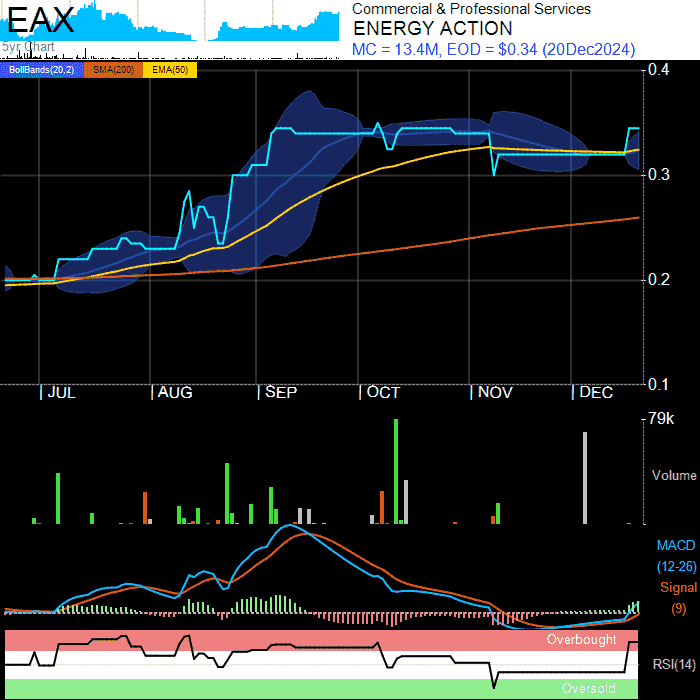 EAX
Commercial & Professional Services
ENERGY ACTION
5yr Chart
MC = 13.4M, EOD = $0.34 (20Dec2024)
BollBands(20,2) SMA(200) EMA(50)
0.4
0.3
0.2
0.1
| JUL | AUG | SEP | OCT | NOV | DEC
79k
Volume
MACD
(12-26)
Signal
(9)
Overbought
RSI(14)
Oversold